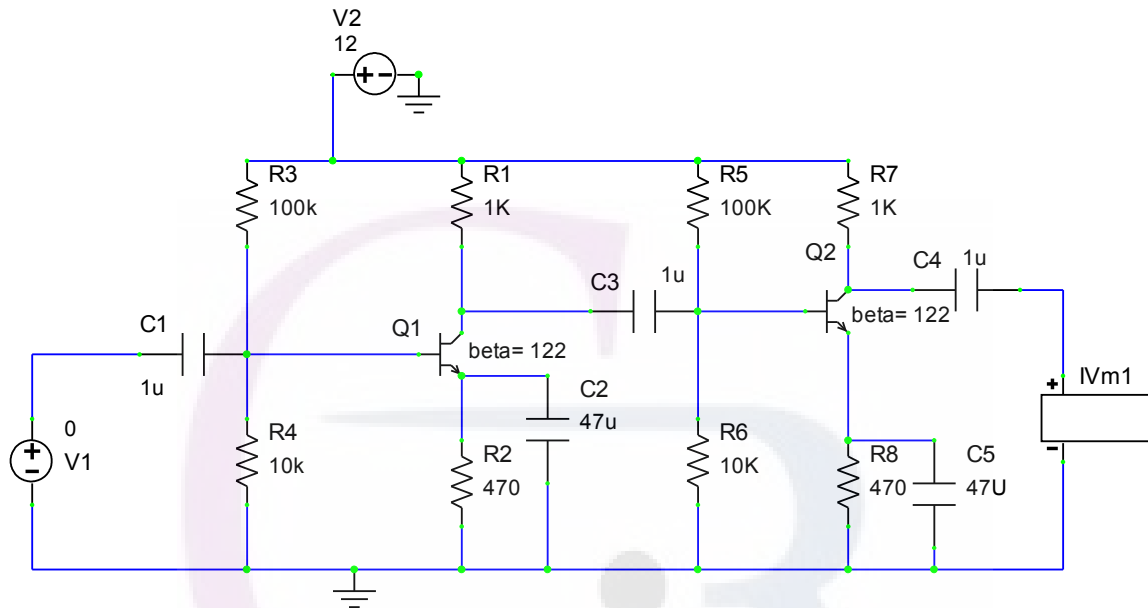 V2
12
R3
100k
R1
1K
R5
100K
R7
1K
Q2
C4
1u
C3
1u
beta= 122
C1
1u
Q1
beta= 122
IVm1
C2
47u
0
V1
R4
10k
R2
470
R6
10K
R8
470
C5
47U